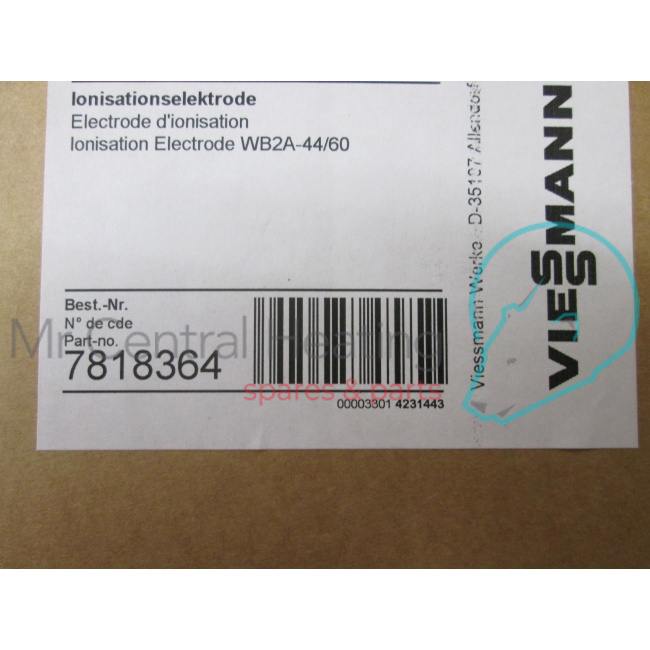 Ionisationselektrode
Electrode d'ionisation
Ionisation Electrode WB2A-44/60
Best.-Nr.
N° de cde
Part-no.
7818364
00003301 4231443
Viessmann Werke D-35107 Allendorf
VIESSMANN
Mr Central Heating
spares & parts